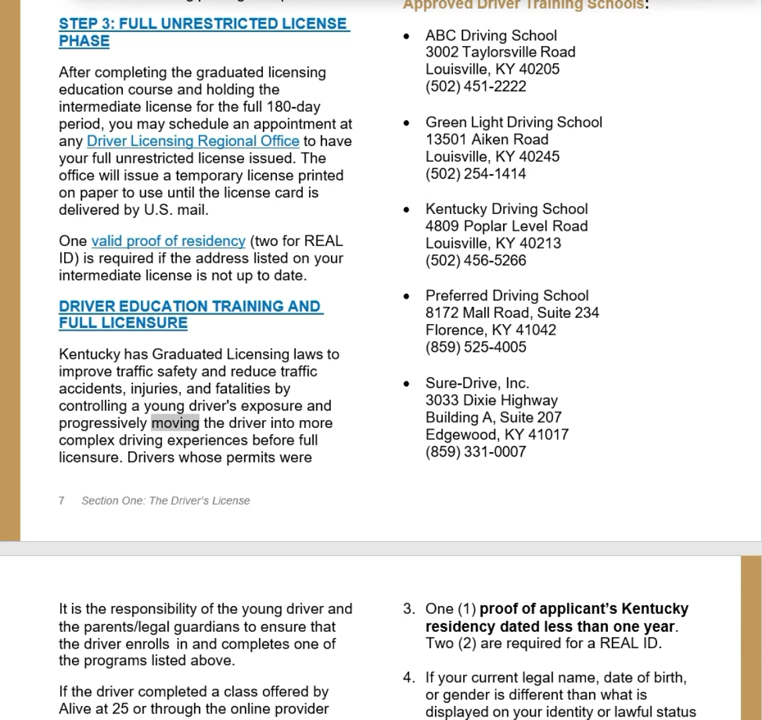 STEP 3: FULL UNRESTRICTED LICENSE
PHASE
After completing the graduated licensing
education course and holding the
intermediate license for the full 180-day
period, you may schedule an appointment at
any Driver Licensing Regional Office to have
your full unrestricted license issued. The
office will issue a temporary license printed
on paper to use until the license card is
delivered by U.S. mail.
One valid proof of residency (two for REAL
ID) is required if the address listed on your
intermediate license is not up to date.
DRIVER EDUCATION TRAINING AND
FULL LICENSURE
Kentucky has Graduated Licensing laws to
improve traffic safety and reduce traffic
accidents, injuries, and fatalities by
controlling a young driver's exposure and
progressively moving the driver into more
complex driving experiences before full
licensure. Drivers whose permits were
Approved Driver Training Schools:
• ABC Driving School
3002 Taylorsville Road
Louisville, KY 40205
(502) 451-2222
• Green Light Driving School
13501 Aiken Road
Louisville, KY 40245
(502) 254-1414
• Kentucky Driving School
4809 Poplar Level Road
Louisville, KY 40213
(502) 456-5266
• Preferred Driving School
8172 Mall Road, Suite 234
Florence, KY 41042
(859) 525-4005
• Sure-Drive, Inc.
3033 Dixie Highway
Building A, Suite 207
Edgewood, KY 41017
(859) 331-0007
7 Section One: The Driver's License
It is the responsibility of the young driver and
the parents/legal guardians to ensure that
the driver enrolls in and completes one of
the programs listed above.
If the driver completed a class offered by
Alive at 25 or through the online provider
3. One (1) proof of applicant's Kentucky
residency dated less than one year.
Two (2) are required for a REAL ID.
4. If your current legal name, date of birth,
or gender is different than what is
displayed on your identity or lawful status